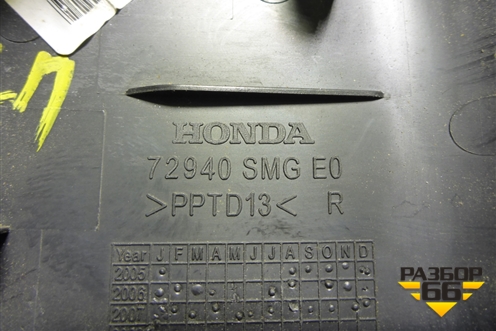 П
HONDA
72940 SMG E0
>PPTD13< R
Year J F M A M J J A S O N D
2005
2006
2007
РАЗБОР
66